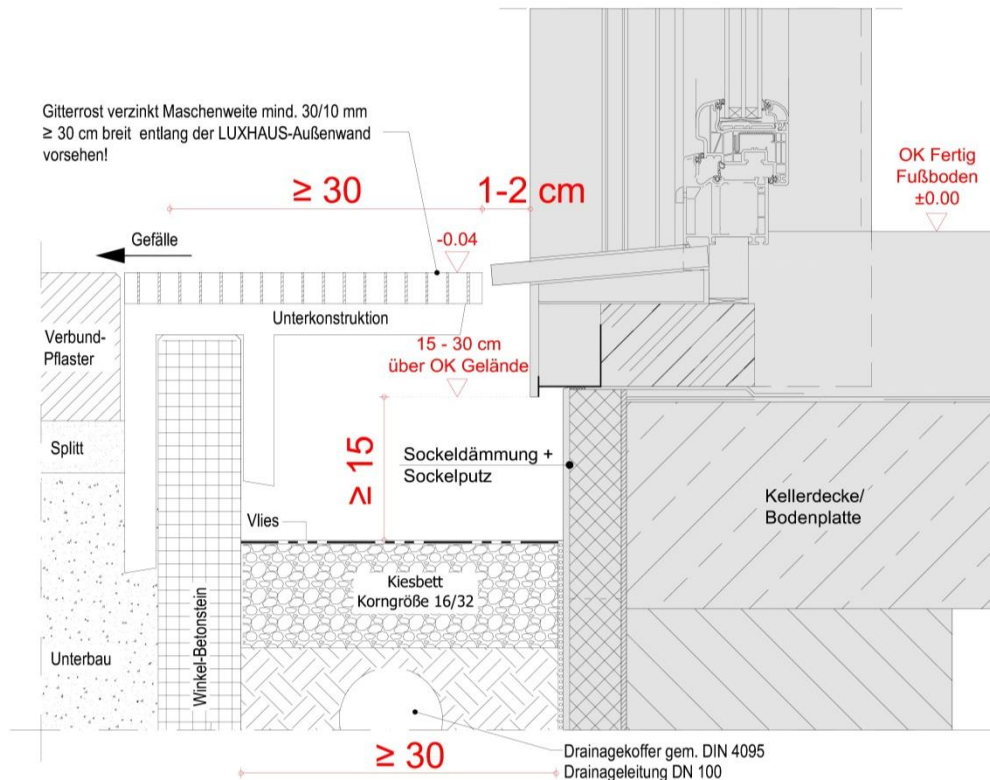 Gitterrost verzinkt Maschenweite mind. 30/10 mm
≥ 30 cm breit entlang der LUXHAUS-Außenwand
vorsehen!
OK Fertig
Fußboden
±0.00
≥ 30
1-2 cm
Gefälle
-0.04
Unterkonstruktion
Verbund-
Pflaster
15 - 30 cm
über OK Gelände
Splitt
≥ 15
Sockeldämmung +
Sockelputz
Kellerdecke/
Bodenplatte
Vlies
Kiesbett
Korngröße 16/32
Winkel-Betonstein
Unterbau
≥ 30
Drainagekoffer gem. DIN 4095
Drainageleitung DN 100